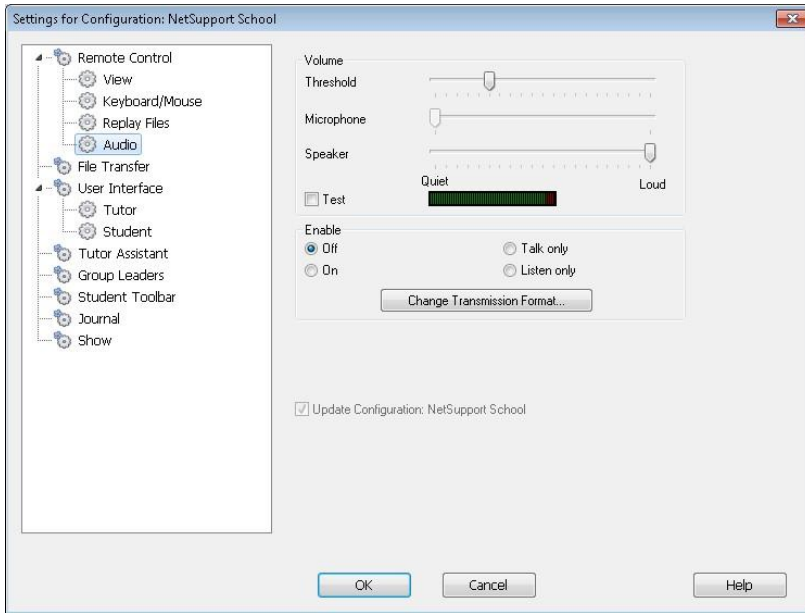 Settings for Configuration: NetSupport School
Remote Control
View
Keyboard/Mouse
Replay Files
Audio
File Transfer
User Interface
Tutor
Student
Tutor Assistant
Group Leaders
Student Toolbar
Journal
Show
Volume
Threshold
Microphone
Speaker
Quiet
Loud
Test
Enable
Off
Talk only
On
Listen only
Change Transmission Format...
Update Configuration: NetSupport School
OK
Cancel
Help